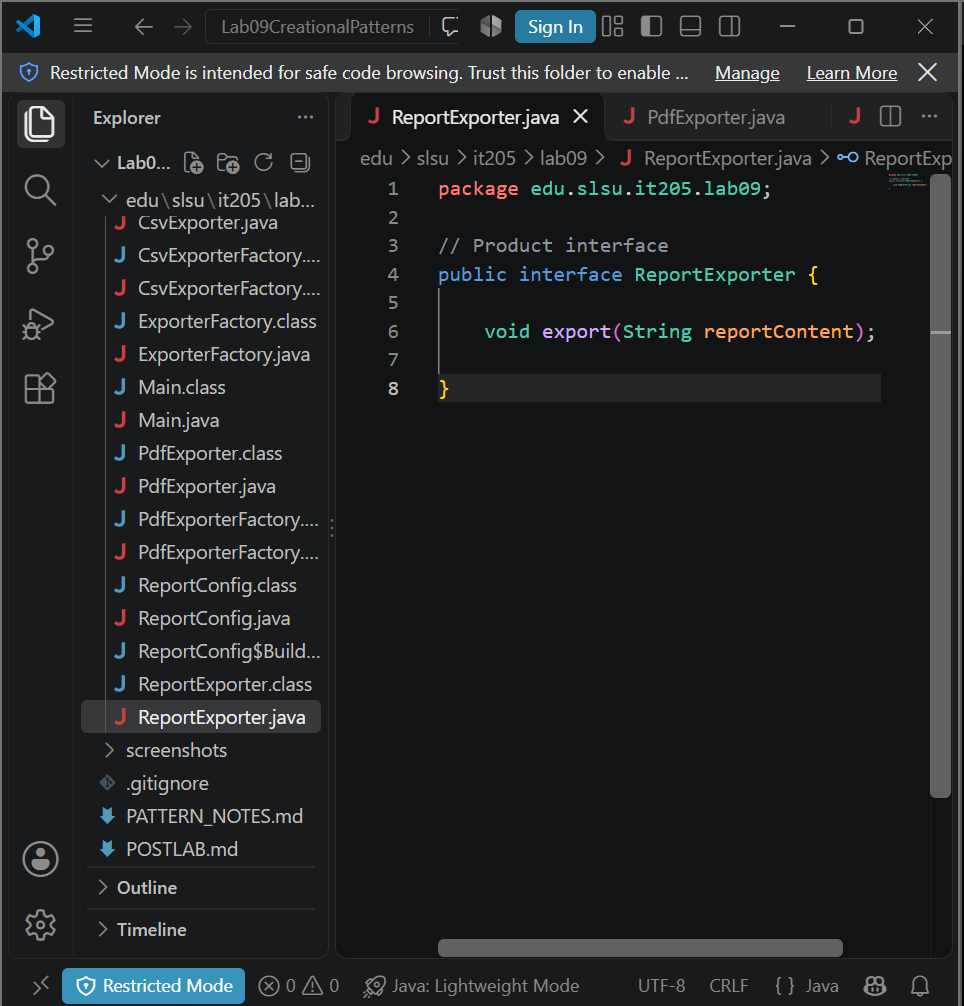 Lab09CreationalPatterns
Sign In
Restricted Mode is intended for safe code browsing. Trust this folder to enable ... Manage Learn More
Explorer
Lab0...
edu\slsu\it205\lab...
CsvExporter.java
CsvExporterFactory....
CsvExporterFactory....
ExporterFactory.class
ExporterFactory.java
Main.class
Main.java
PdfExporter.class
PdfExporter.java
PdfExporterFactory....
PdfExporterFactory....
ReportConfig.class
ReportConfig.java
ReportConfig$Build...
ReportExporter.class
ReportExporter.java
screenshots
.gitignore
PATTERN_NOTES.md
POSTLAB.md
Outline
Timeline
ReportExporter.java
PdfExporter.java
edu > slsu > it205 > lab09 > ReportExporter.java > ReportExp
1 package edu.slsu.it205.lab09;
2
3 // Product interface
4 public interface ReportExporter {
5
6 void export(String reportContent);
7
8 }
Restricted Mode 0 0 Java: Lightweight Mode UTF-8 CRLF { } Java